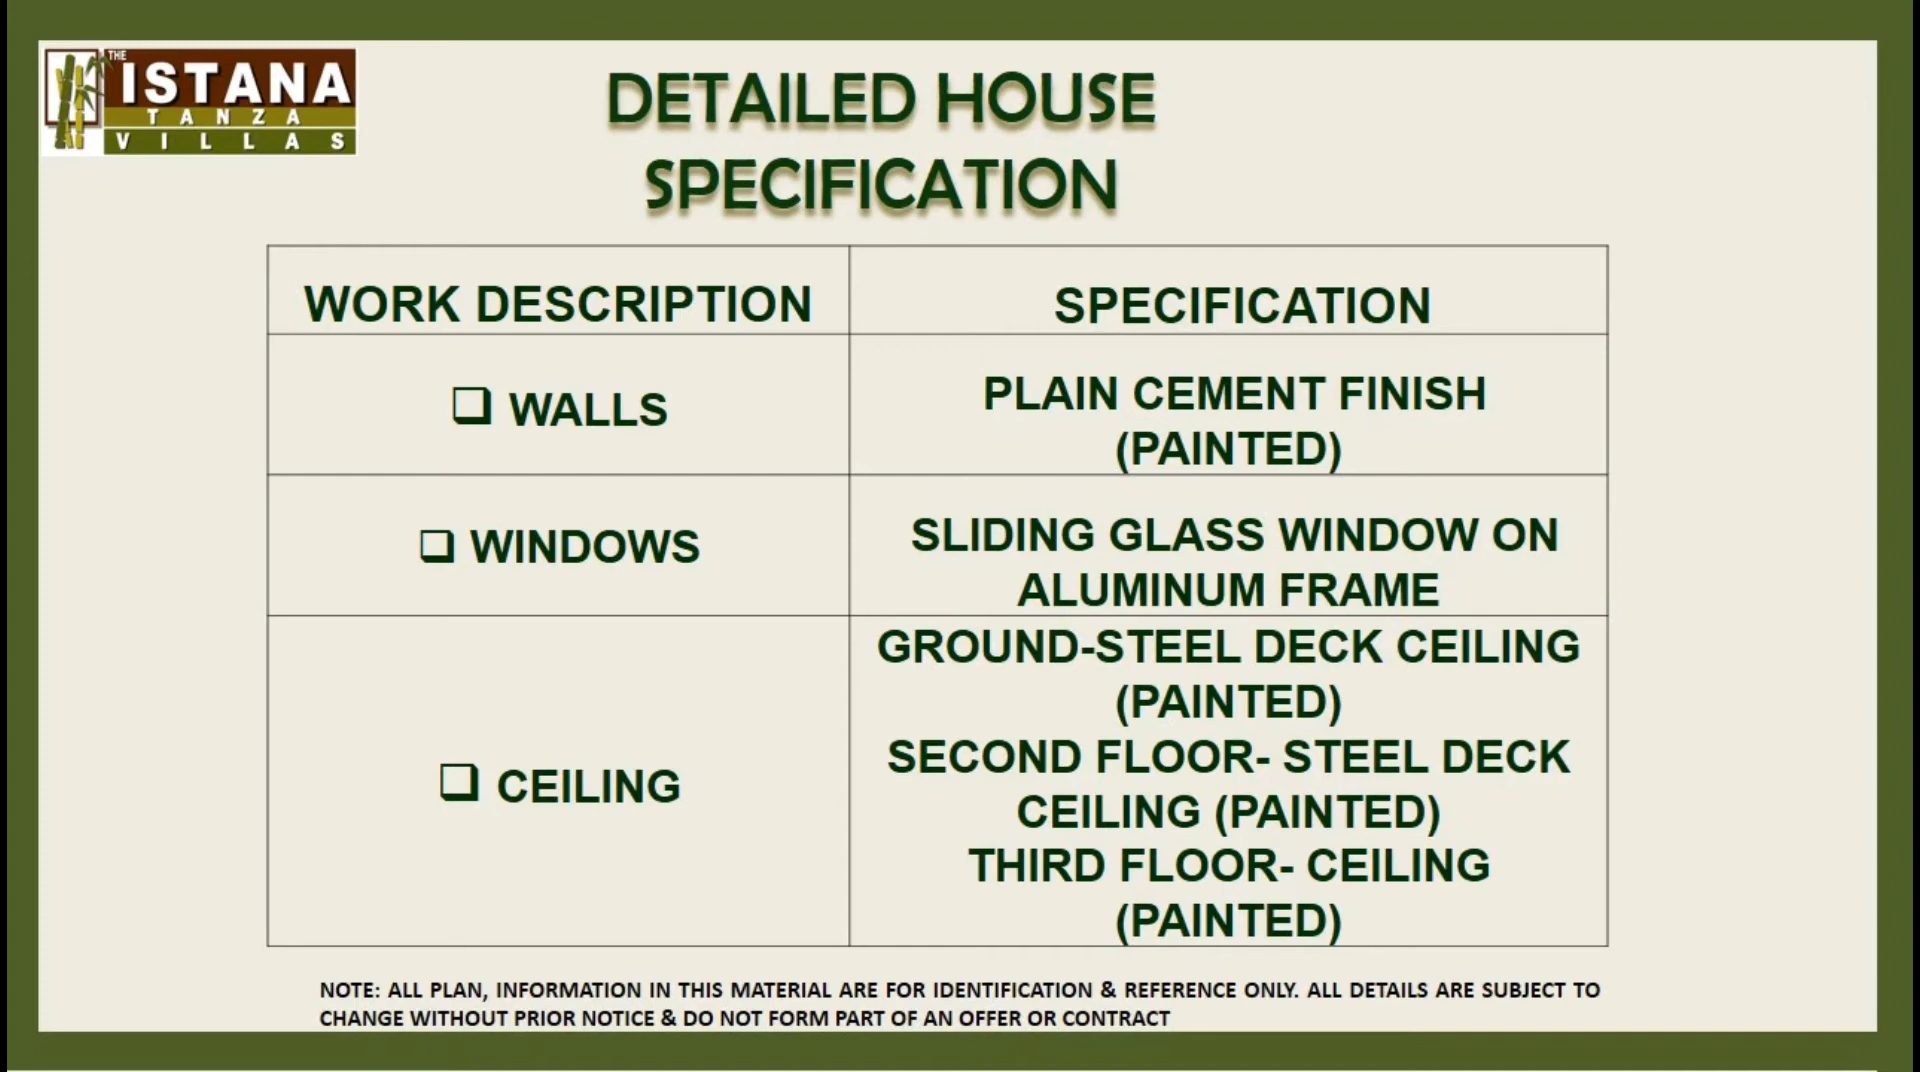 THE
ISTANA
TANZA
VILLAS
DETAILED HOUSE
SPECIFICATION
WORK DESCRIPTION
SPECIFICATION
WALLS
PLAIN CEMENT FINISH
(PAINTED)
WINDOWS
SLIDING GLASS WINDOW ON
ALUMINUM FRAME
CEILING
GROUND-STEEL DECK CEILING
(PAINTED)
SECOND FLOOR- STEEL DECK
CEILING (PAINTED)
THIRD FLOOR- CEILING
(PAINTED)
NOTE: ALL PLAN, INFORMATION IN THIS MATERIAL ARE FOR IDENTIFICATION & REFERENCE ONLY. ALL DETAILS ARE SUBJECT TO
CHANGE WITHOUT PRIOR NOTICE & DO NOT FORM PART OF AN OFFER OR CONTRACT